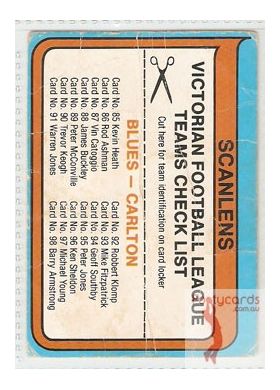 SCANLENS
VICTORIAN FOOTBALL LEAGUE
TEAMS CHECK LIST
Cut here for team identification on card locker
BLUES – CARLTON
Card No. 85 Kevin Heath
Card No. 86 Rod Ashman
Card No. 87 Vin Catoggio
Card No. 88 James Buckley
Card No. 89 Peter McConville
Card No. 90 Trevor Keogh
Card No. 91 Warren Jones
Card No. 92 Robbert Klomp
Card No. 93 Mike Fitzpatrick
Card No. 94 Geoff Southby
Card No. 95 Peter Jones
Card No. 96 Ken Sheldon
Card No. 97 Michael Young
Card No. 98 Barry Armstrong